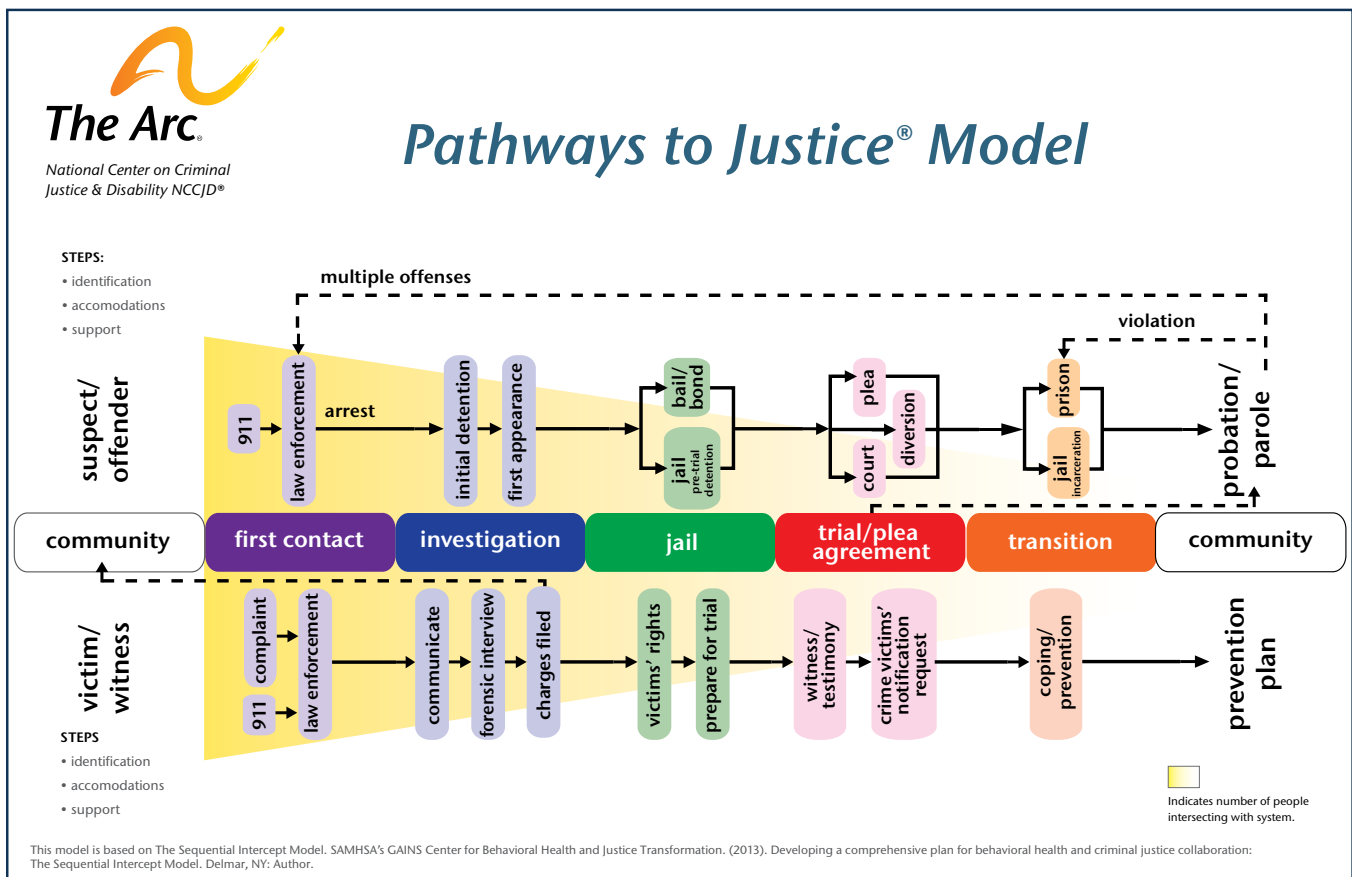 The Arc®
National Center on Criminal
Justice & Disability NCCJD®
Pathways to Justice® Model
STEPS:
• identification
• accomodations
• support
multiple offenses
violation
suspect/
offender
911
law enforcement
arrest
initial detention
first appearance
bail/
bond
jail
pre-trial
detention
plea
diversion
court
prison
jail
incarceration
probation/
parole
community
first contact
investigation
jail
trial/plea
agreement
transition
community
victim/
witness
complaint
911
law enforcement
communicate
forensic interview
charges filed
victims’ rights
prepare for trial
witness/
testimony
crime victims’
notification
request
coping/
prevention
prevention
plan
STEPS
• identification
• accomodations
• support
Indicates number of people
intersecting with system.
This model is based on The Sequential Intercept Model. SAMHSA’s GAINS Center for Behavioral Health and Justice Transformation. (2013). Developing a comprehensive plan for behavioral health and criminal justice collaboration:
The Sequential Intercept Model. Delmar, NY: Author.